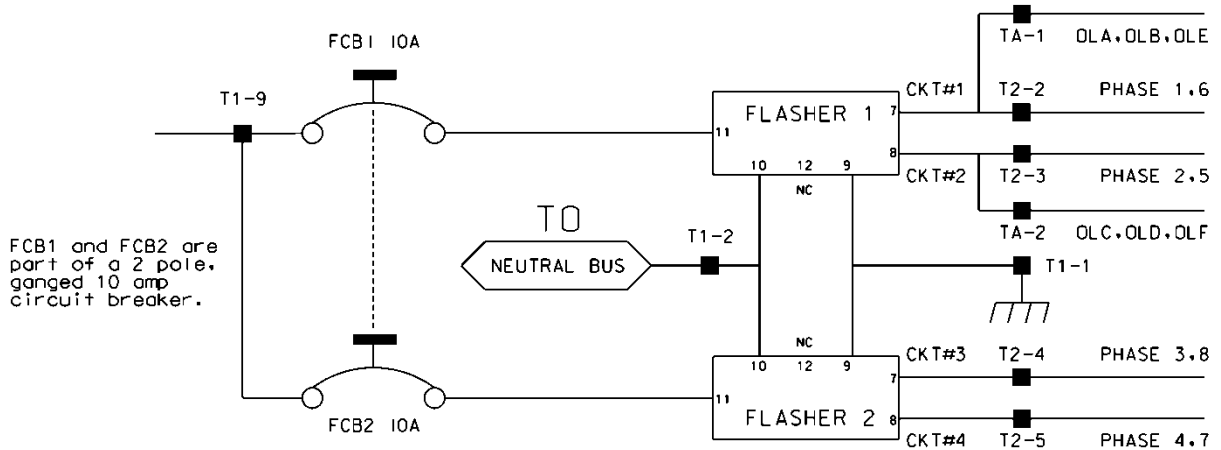 FCB1 10A
TA-1 OLA,OLB,OLE
T1-9
CKT#1 T2-2 PHASE 1,6
FLASHER 1
7
11
8
10 12 9
NC
CKT#2 T2-3 PHASE 2,5
TA-2 OLC,OLD,OLF
TO
NEUTRAL BUS
T1-2
T1-1
FCB1 and FCB2 are
part of a 2 pole,
ganged 10 amp
circuit breaker.
NC
10 12 9
CKT#3 T2-4 PHASE 3,8
7
11
FLASHER 2
8
FCB2 10A
CKT#4 T2-5 PHASE 4,7